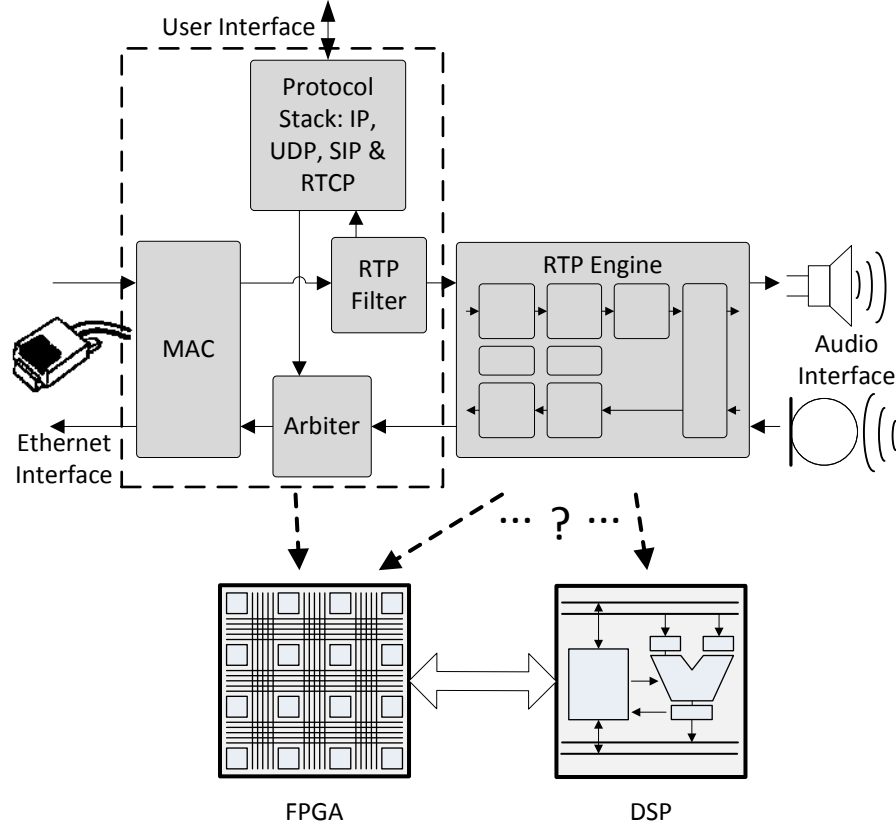 User Interface
Protocol
Stack: IP,
UDP, SIP &
RTCP
RTP
Filter
RTP Engine
MAC
Audio
Interface
Arbiter
Ethernet
Interface
... ? ...
FPGA
DSP